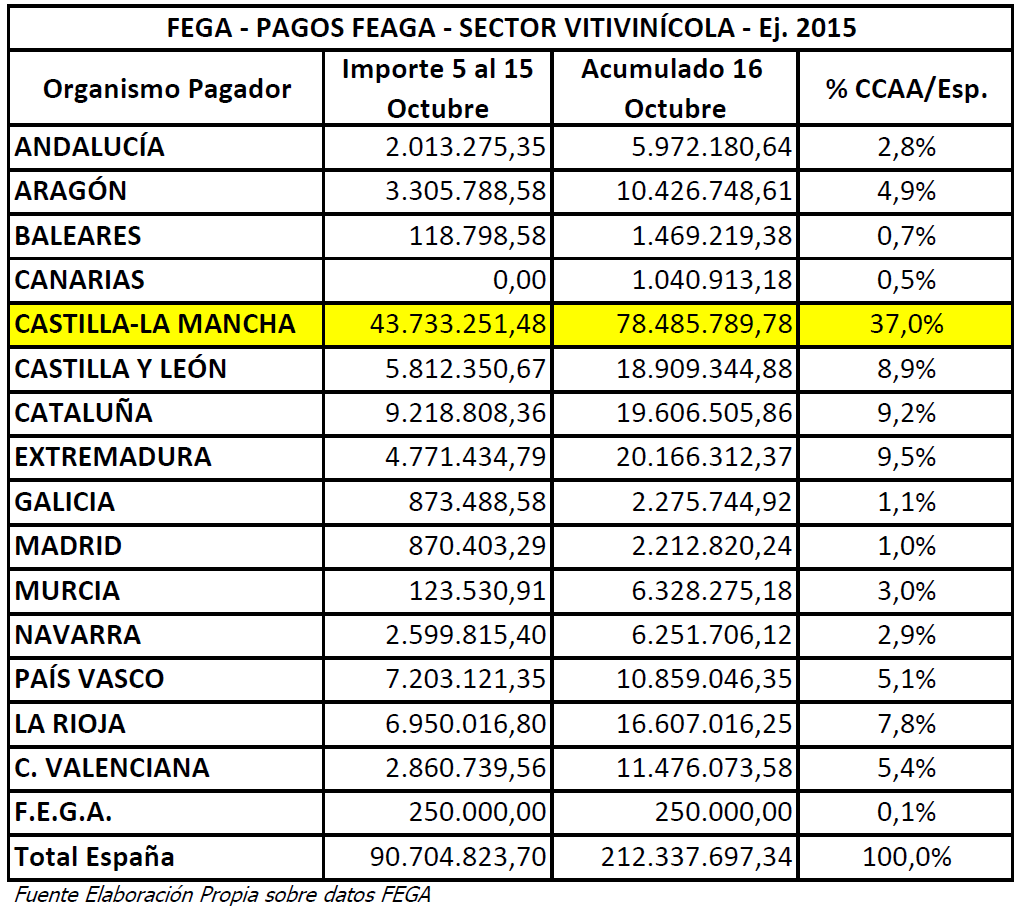 FEGA - PAGOS FEAGA - SECTOR VITIVINÍCOLA - Ej. 2015
Organismo Pagador Importe 5 al 15 Octubre Acumulado 16 Octubre % CCAA/Esp.
ANDALUCÍA 2.013.275,35 5.972.180,64 2,8%
ARAGÓN 3.305.788,58 10.426.748,61 4,9%
BALEARES 118.798,58 1.469.219,38 0,7%
CANARIAS 0,00 1.040.913,18 0,5%
CASTILLA-LA MANCHA 43.733.251,48 78.485.789,78 37,0%
CASTILLA Y LEÓN 5.812.350,67 18.909.344,88 8,9%
CATALUÑA 9.218.808,36 19.606.505,86 9,2%
EXTREMADURA 4.771.434,79 20.166.312,37 9,5%
GALICIA 873.488,58 2.275.744,92 1,1%
MADRID 870.403,29 2.212.820,24 1,0%
MURCIA 123.530,91 6.328.275,18 3,0%
NAVARRA 2.599.815,40 6.251.706,12 2,9%
PAÍS VASCO 7.203.121,35 10.859.046,35 5,1%
LA RIOJA 6.950.016,80 16.607.016,25 7,8%
C. VALENCIANA 2.860.739,56 11.476.073,58 5,4%
F.E.G.A. 250.000,00 250.000,00 0,1%
Total España 90.704.823,70 212.337.697,34 100,0%
Fuente Elaboración Propia sobre datos FEGA